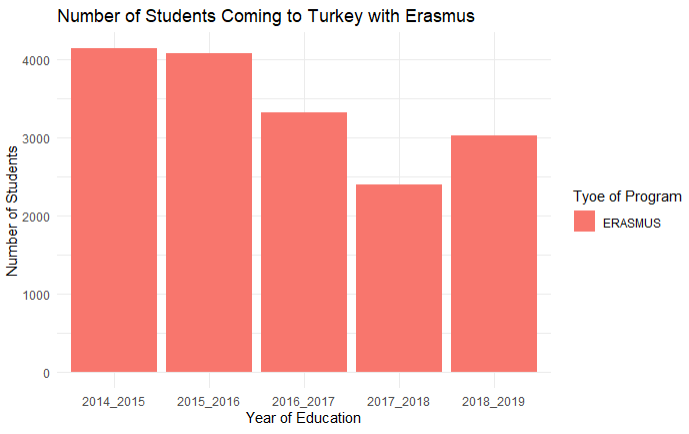 Number of Students Coming to Turkey with Erasmus
Number of Students
4000
3000
2000
1000
0
2014_2015
2015_2016
2016_2017
2017_2018
2018_2019
Year of Education
Tyoe of Program
ERASMUS